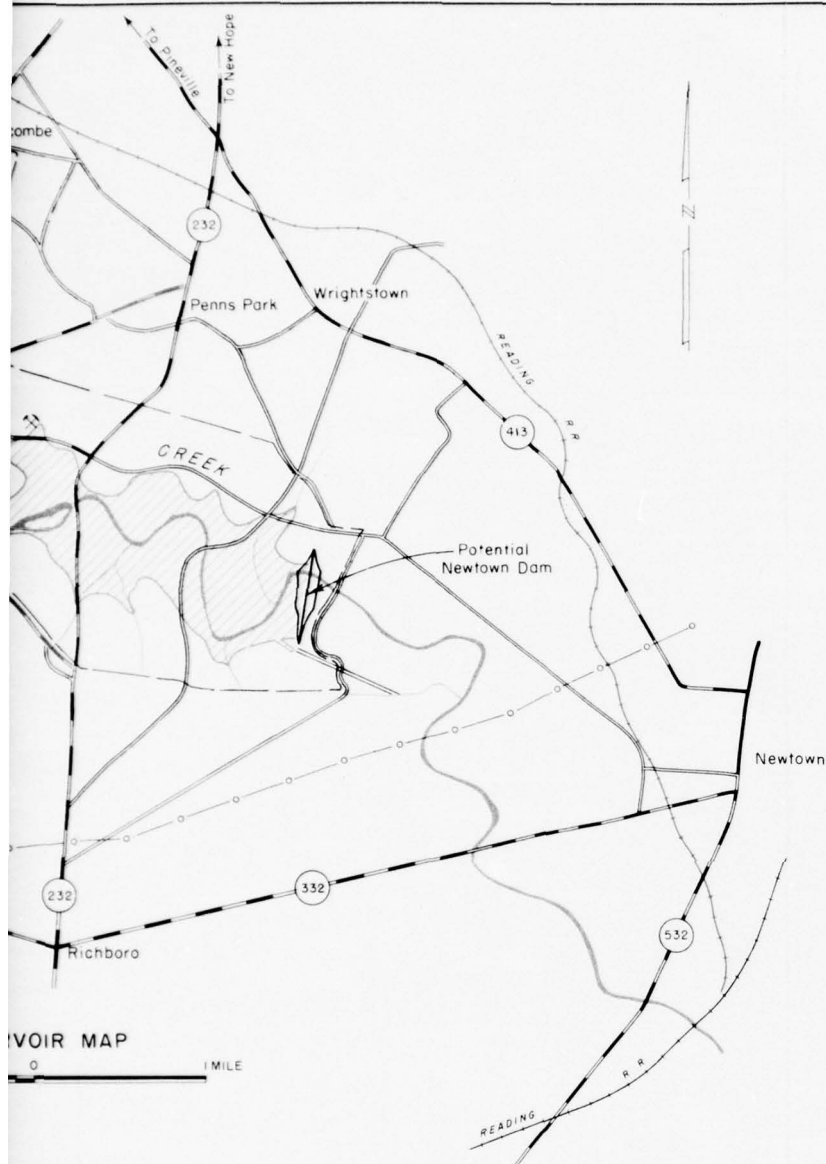 To Pineville
To New Hope
combe
232
N
Penns Park
Wrightstown
READING R R
413
CREEK
Potential
Newtown Dam
Newtown
232
332
532
Richboro
RVOIR MAP
0 1 MILE
READING R R